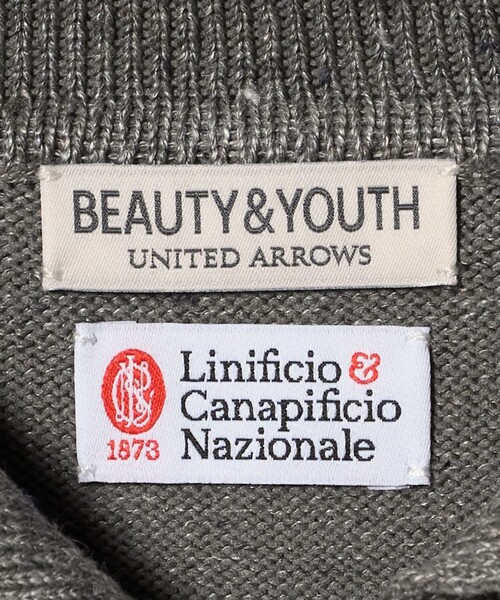 BEAUTY&YOUTH
UNITED ARROWS
Linificio &
Canapificio
Nazionale
1873